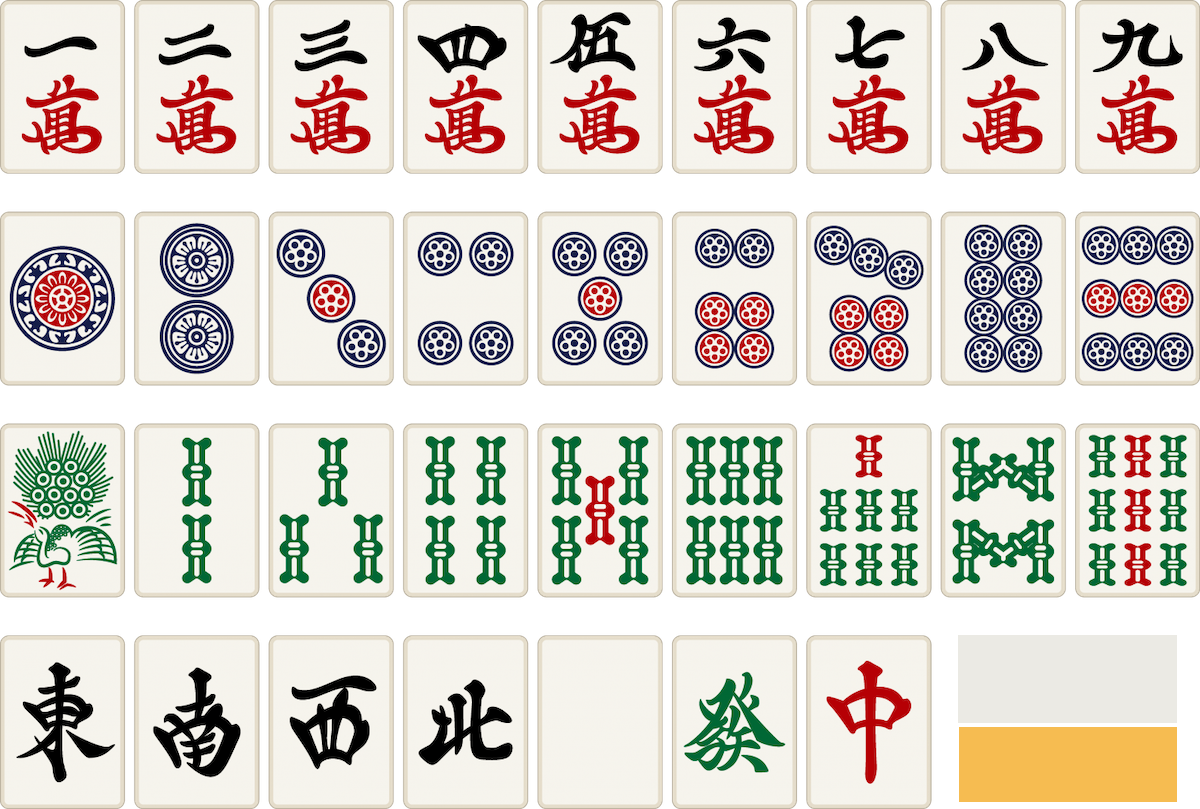 一 二 三 四 伍 六 七 八 九
萬 萬 萬 萬 萬 萬 萬 萬 萬
東 南 西 北 發 中